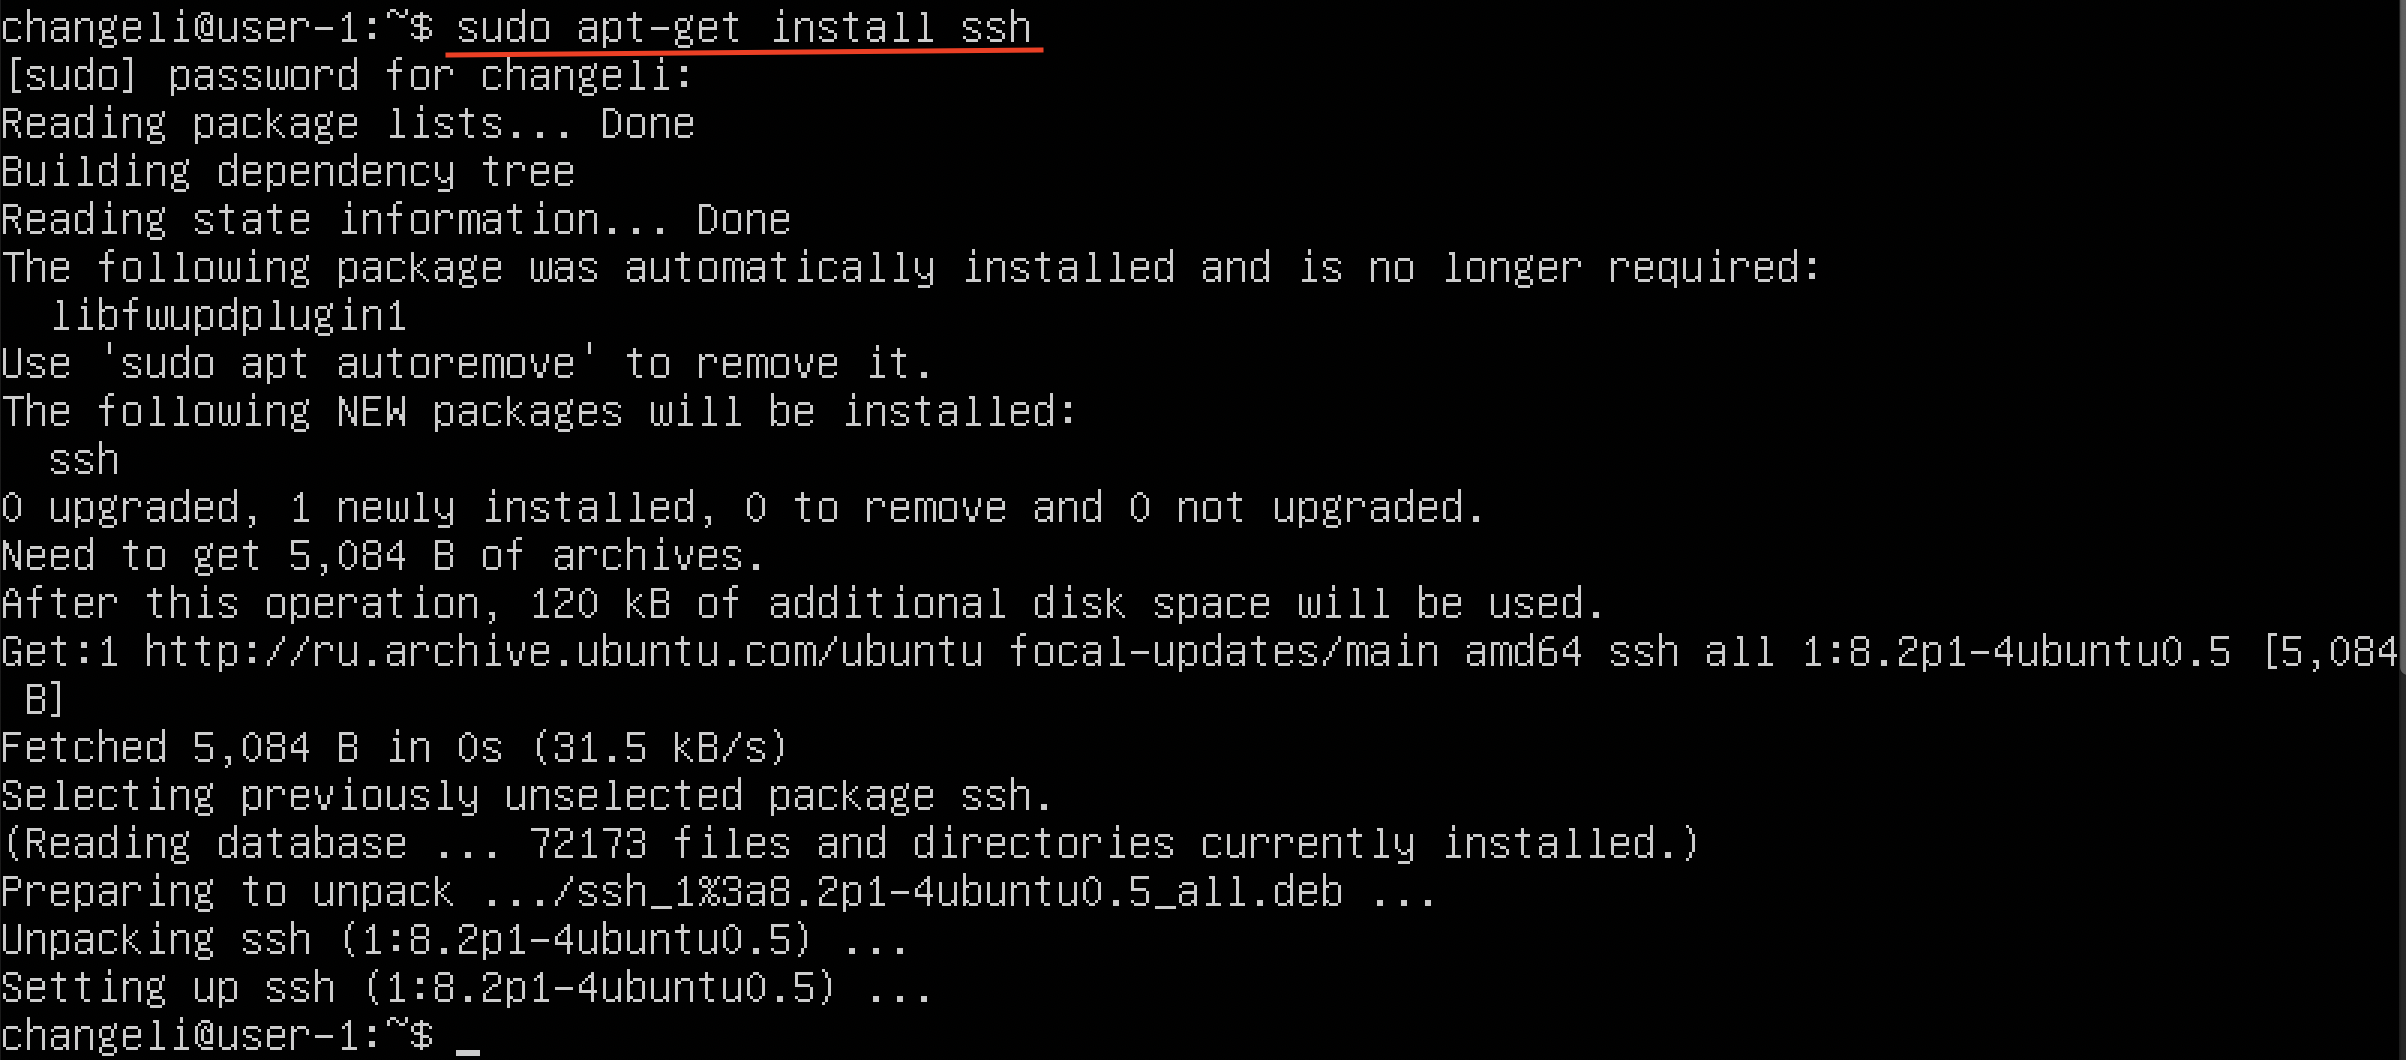 changeli@user-1:~$ sudo apt-get install ssh
[sudo] password for changeli:
Reading package lists... Done
Building dependency tree
Reading state information... Done
The following package was automatically installed and is no longer required:
  libfwupdplugin1
Use 'sudo apt autoremove' to remove it.
The following NEW packages will be installed:
  ssh
0 upgraded, 1 newly installed, 0 to remove and 0 not upgraded.
Need to get 5,084 B of archives.
After this operation, 120 kB of additional disk space will be used.
Get:1 http://ru.archive.ubuntu.com/ubuntu focal-updates/main amd64 ssh all 1:8.2p1-4ubuntu0.5 [5,084
 B]
Fetched 5,084 B in 0s (31.5 kB/s)
Selecting previously unselected package ssh.
(Reading database ... 72173 files and directories currently installed.)
Preparing to unpack .../ssh_1%3a8.2p1-4ubuntu0.5_all.deb ...
Unpacking ssh (1:8.2p1-4ubuntu0.5) ...
Setting up ssh (1:8.2p1-4ubuntu0.5) ...
changeli@user-1:~$ _